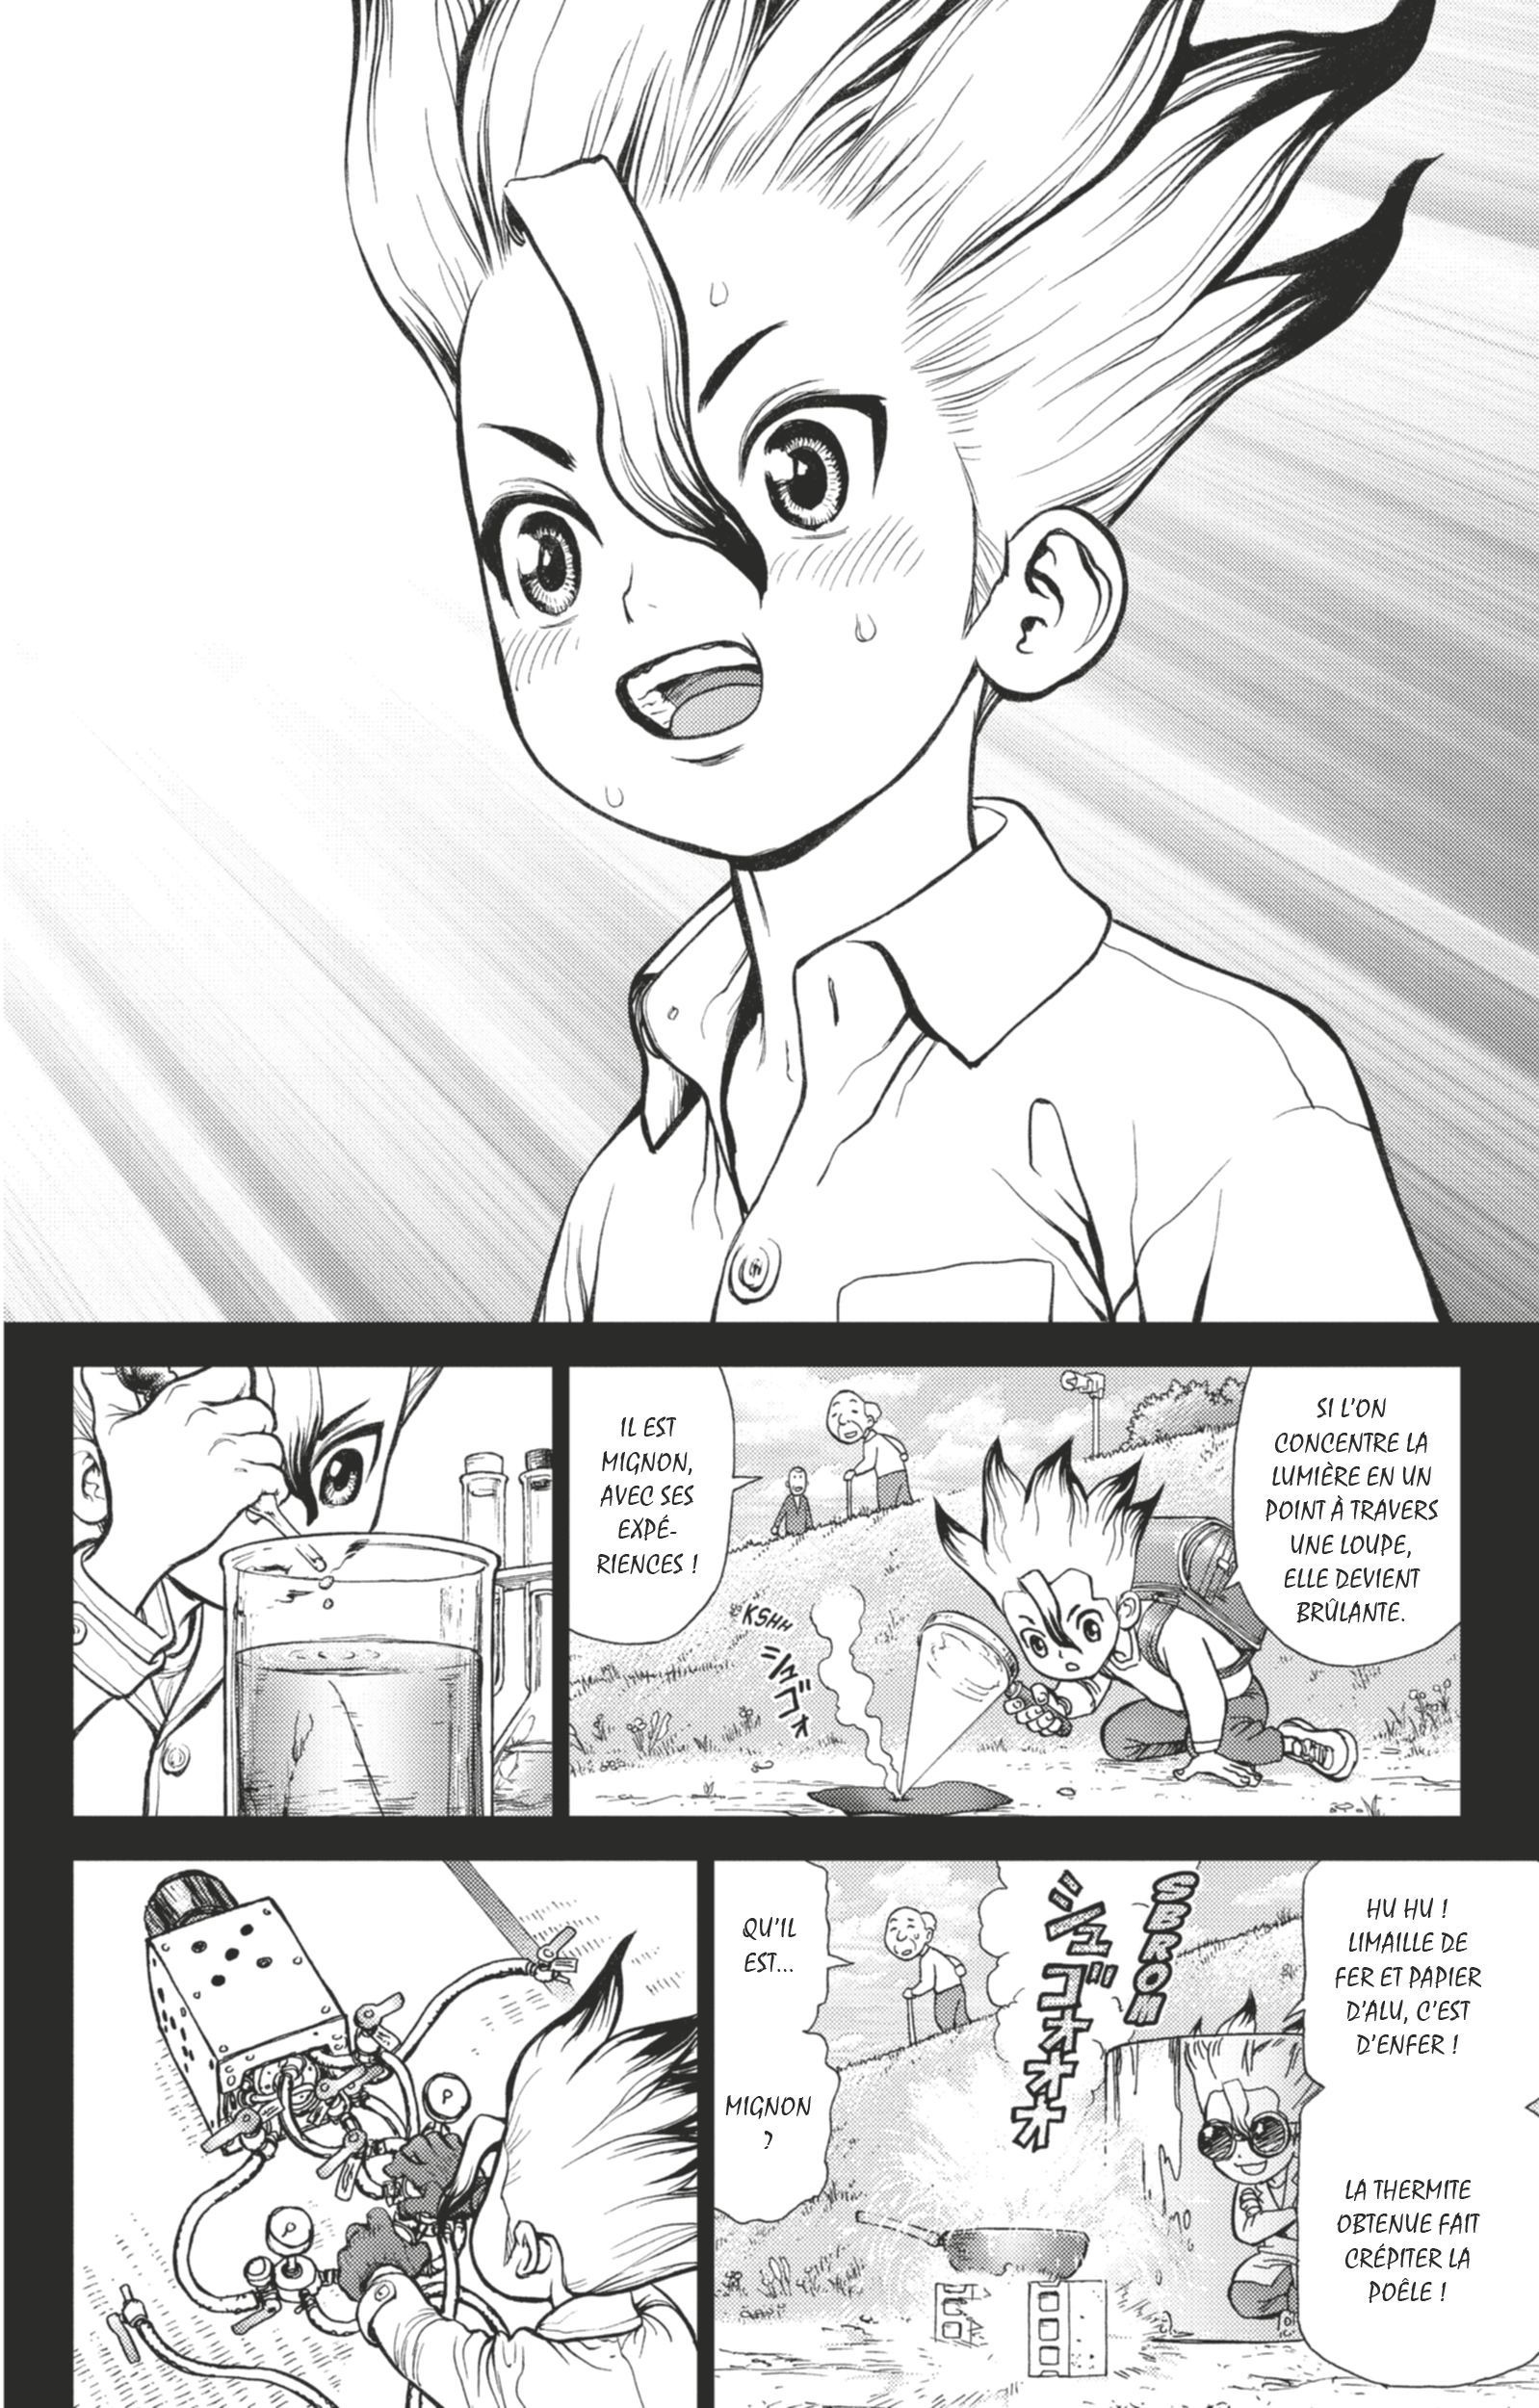 SI L'ON
CONCENTRE LA
LUMIÈRE EN UN
POINT À TRAVERS
UNE LOUPE,
ELLE DEVIENT
BRÛLANTE.
IL EST
MIGNON,
AVEC SES
EXPÉ-
RIENCES !
KSHH
シュゴォ
HU HU !
LIMAILLE DE
FER ET PAPIER
D'ALU, C'EST
D'ENFER !
LA THERMITE
OBTENUE FAIT
CRÉPITER LA
POÊLE !
SBROM
シュゴオオオ
QU'IL
EST...
MIGNON
?